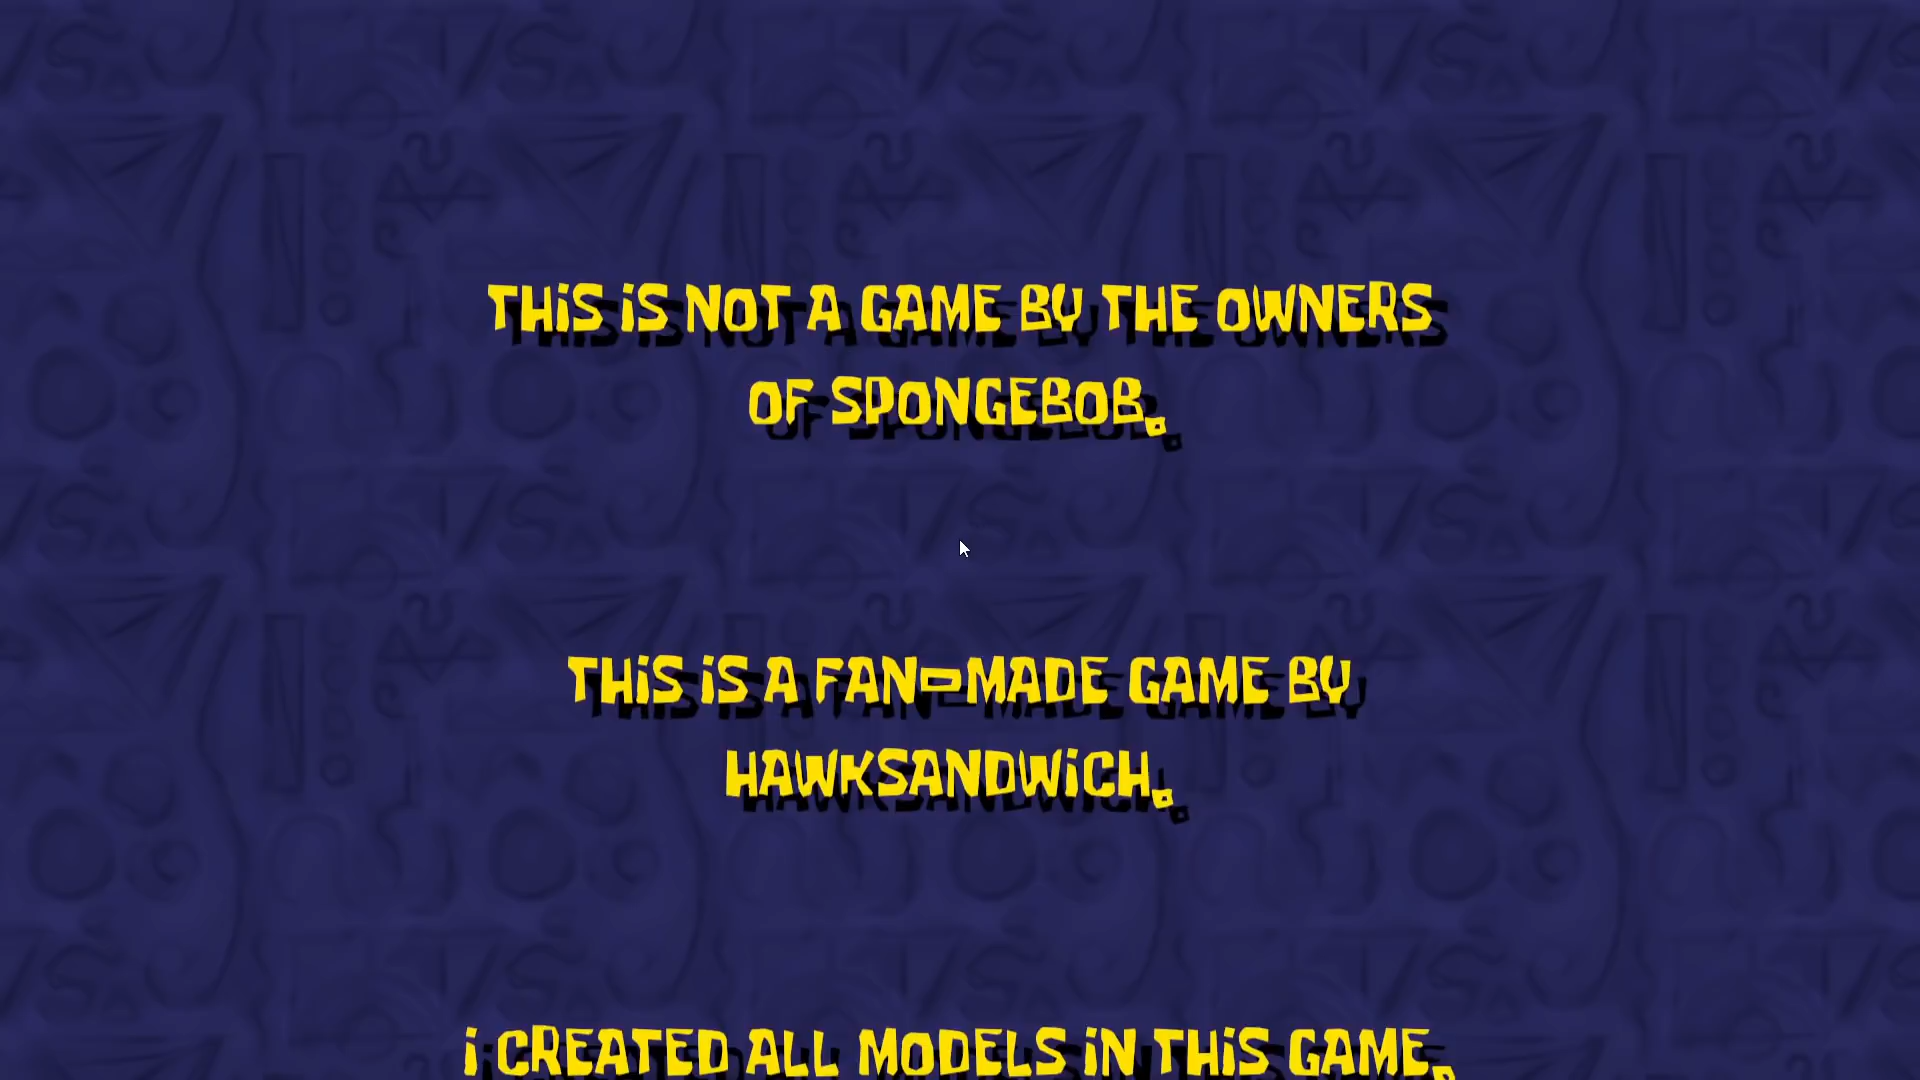 THiS iS NOT A GAME BY THE OWNERS
OF SPONGEBOB.
THiS iS A FAN-MADE GAME BY
HAWKSANDWiCH.
i CREATED ALL MODELS iN THiS GAME.